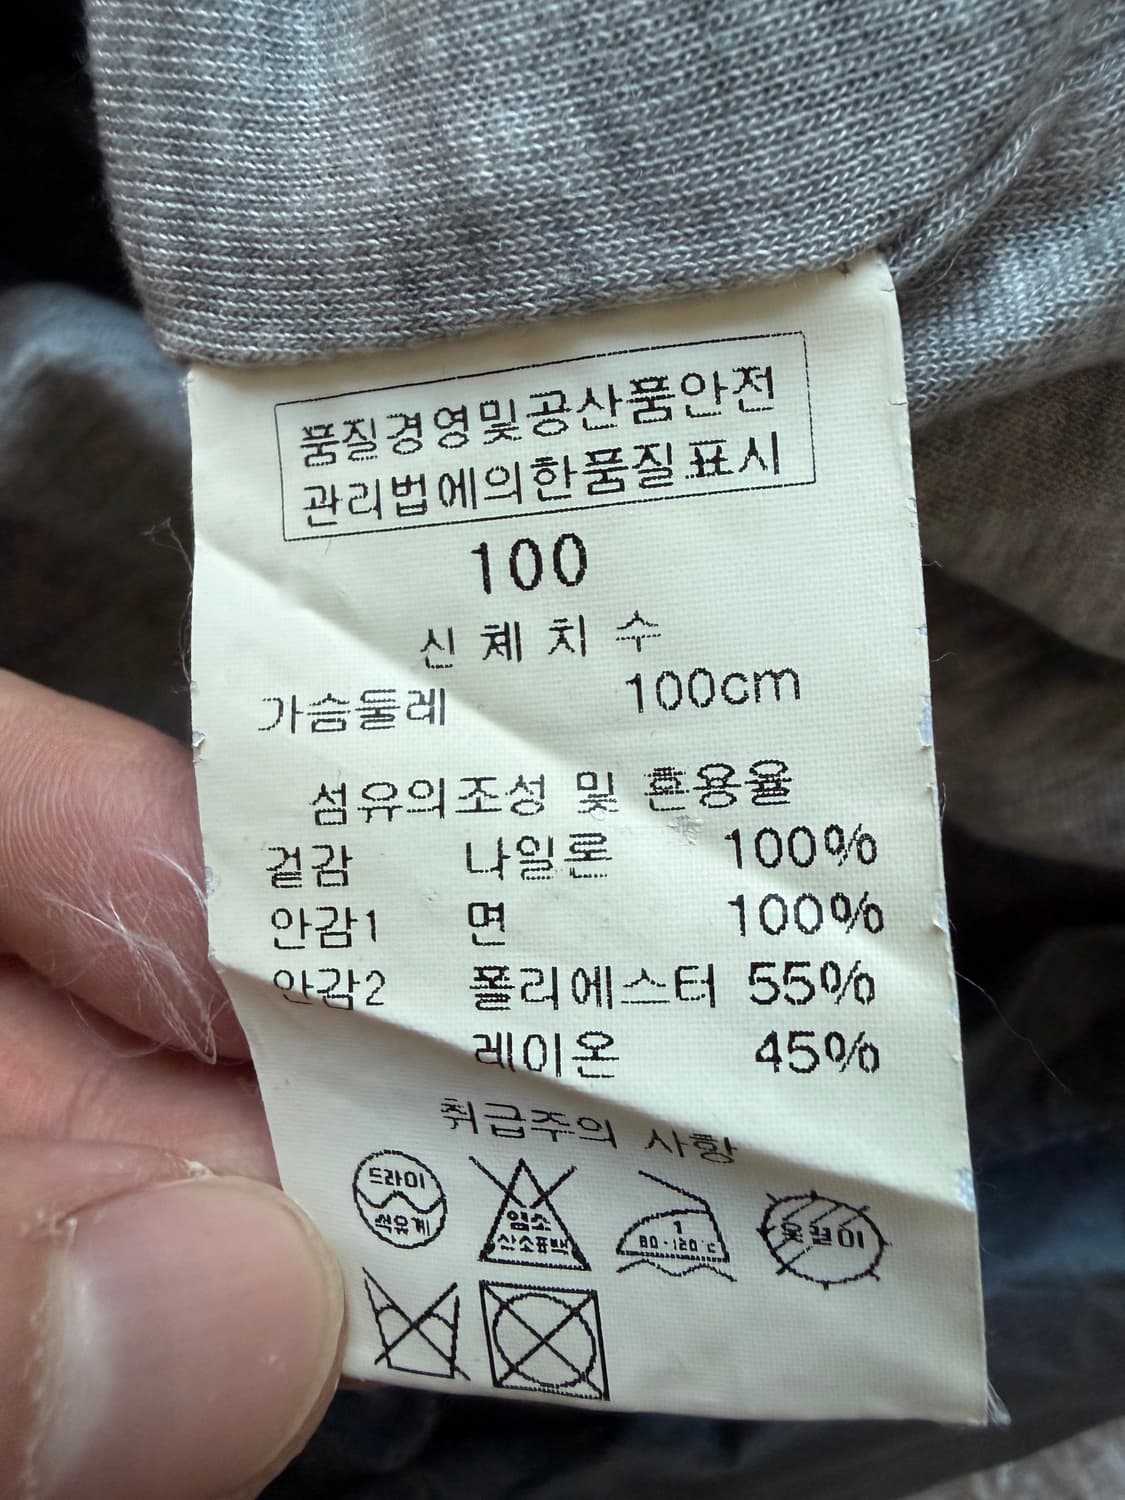 품질경영및공산품안전
관리법에의한품질표시
100
신 체 치 수
가슴둘레 100cm
섬유의조성 및 혼용율
겉감 나일론 100%
안감1 면 100%
안감2 폴리에스터 55%
레이온 45%
취급주의 사항
드라이
석유계
염소
산소표백
1
80-120°c
옷걸이